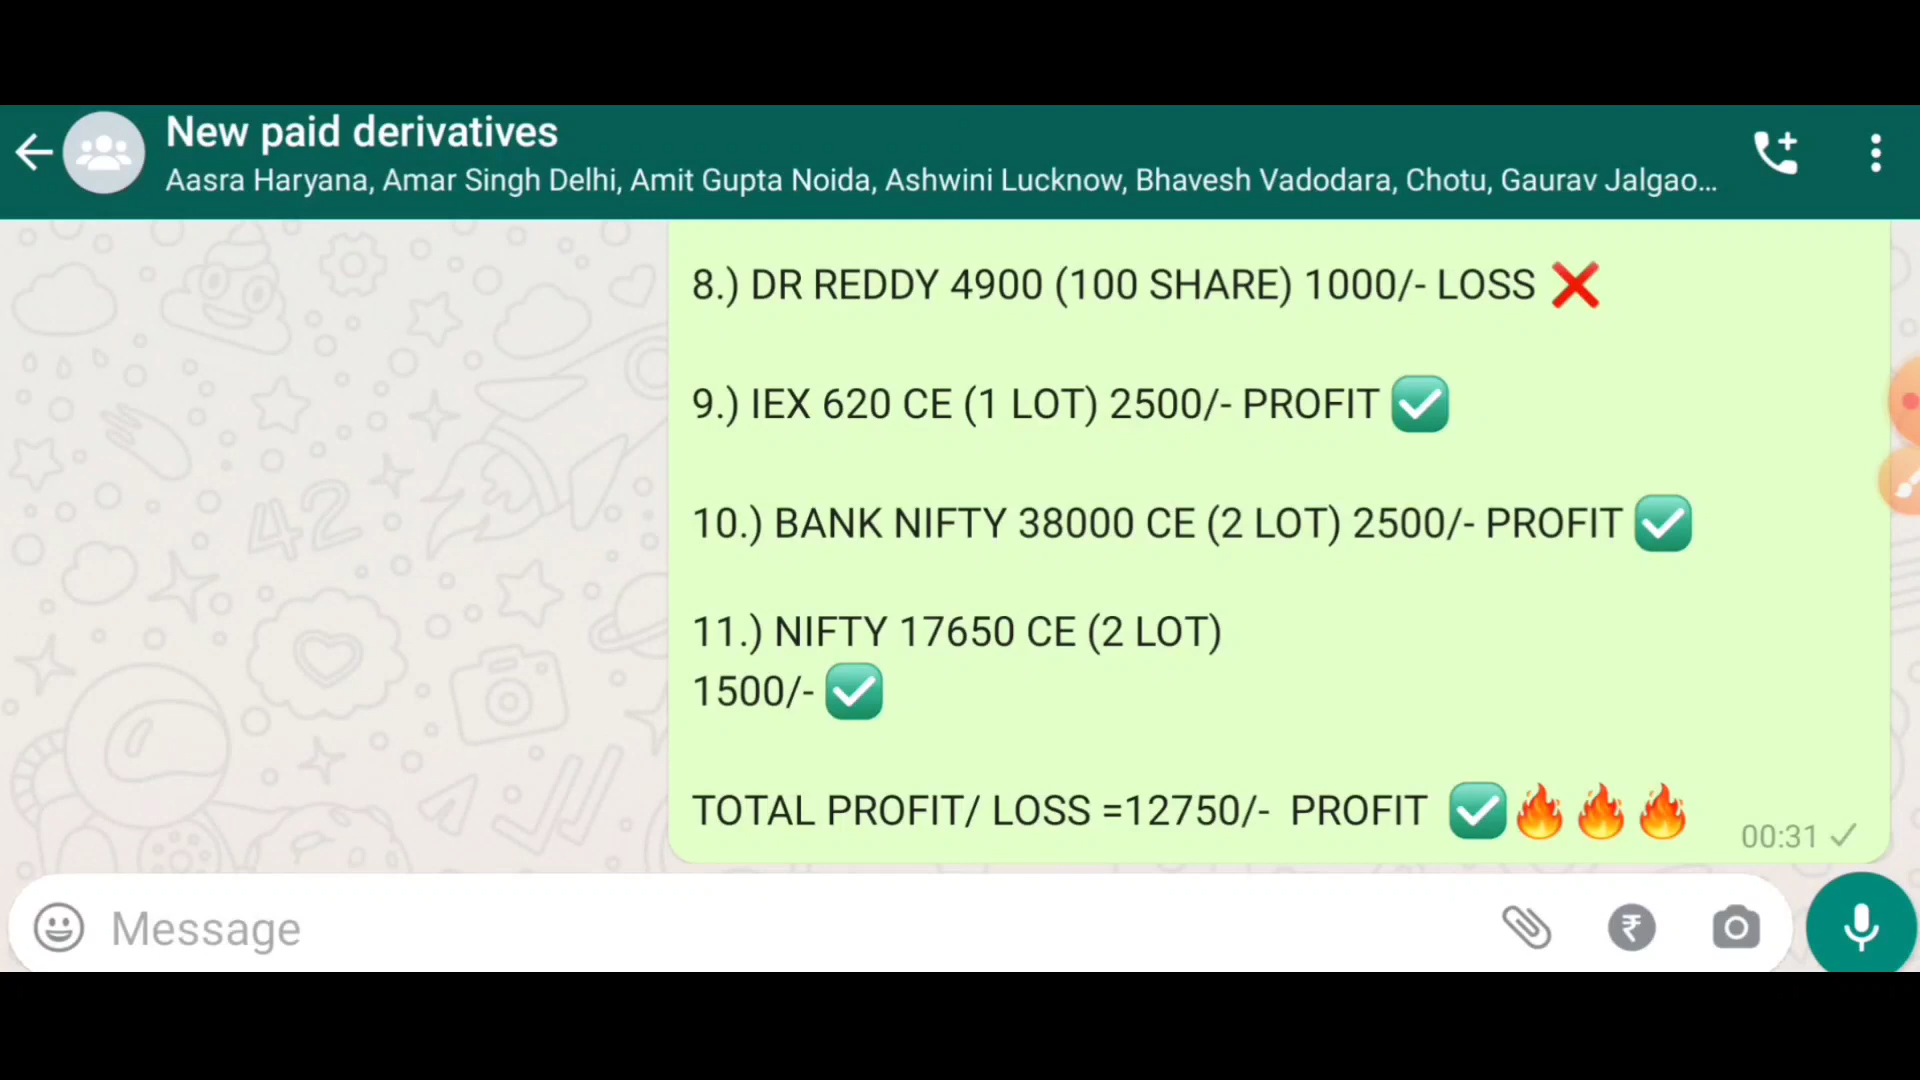 New paid derivatives
Aasra Haryana, Amar Singh Delhi, Amit Gupta Noida, Ashwini Lucknow, Bhavesh Vadodara, Chotu, Gaurav Jalgao...
8.) DR REDDY 4900 (100 SHARE) 1000/- LOSS ❌
9.) IEX 620 CE (1 LOT) 2500/- PROFIT ✅
10.) BANK NIFTY 38000 CE (2 LOT) 2500/- PROFIT ✅
11.) NIFTY 17650 CE (2 LOT)
1500/- ✅
TOTAL PROFIT/ LOSS =12750/-  PROFIT ✅🔥🔥🔥
00:31
Message